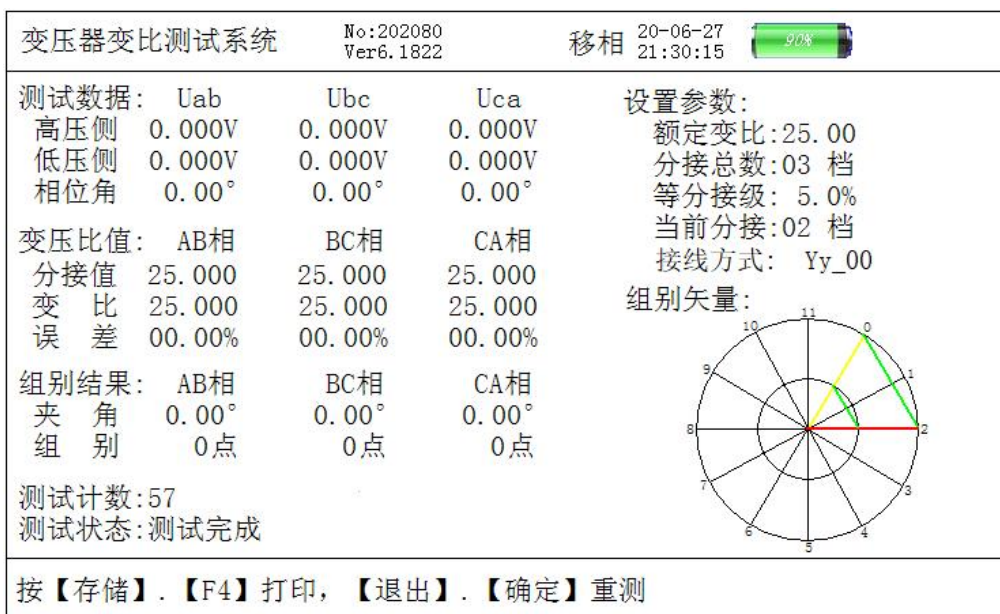 变压器变比测试系统
No:202080
Ver6.1822
移相
20-06-27
21:30:15
90%
测试数据: Uab Ubc Uca
高压侧 0.000V 0.000V 0.000V
低压侧 0.000V 0.000V 0.000V
相位角 0.00° 0.00° 0.00°
变压比值: AB相 BC相 CA相
分接值 25.000 25.000 25.000
变 比 25.000 25.000 25.000
误 差 00.00% 00.00% 00.00%
组别结果: AB相 BC相 CA相
夹 角 0.00° 0.00° 0.00°
组 别 0点 0点 0点
测试计数:57
测试状态:测试完成
设置参数:
额定变比:25.00
分接总数:03 档
等分接级: 5.0%
当前分接:02 档
接线方式: Yy_00
组别矢量:
11
10 0
9 1
8 2
7 3
6 4
5
按【存储】.【F4】打印，【退出】.【确定】重测